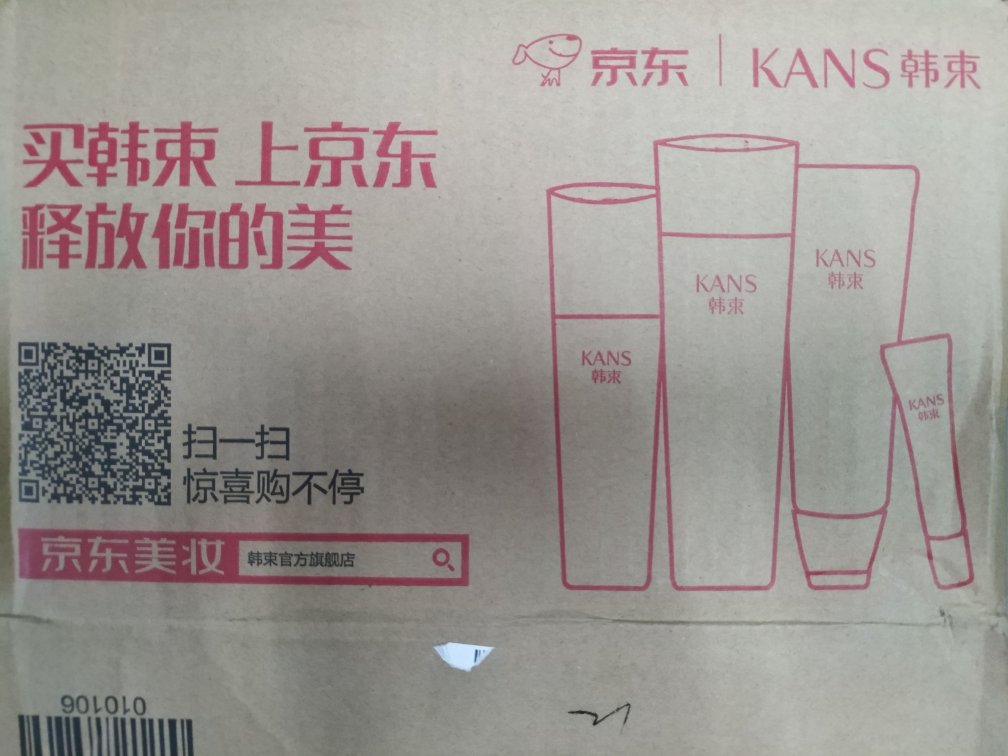 京东 | KANS 韩束
买韩束 上京东
释放你的美
KANS
韩束
KANS
韩束
KANS
韩束
KANS
韩束
扫一扫
惊喜购不停
京东美妆 韩束官方旗舰店
010106